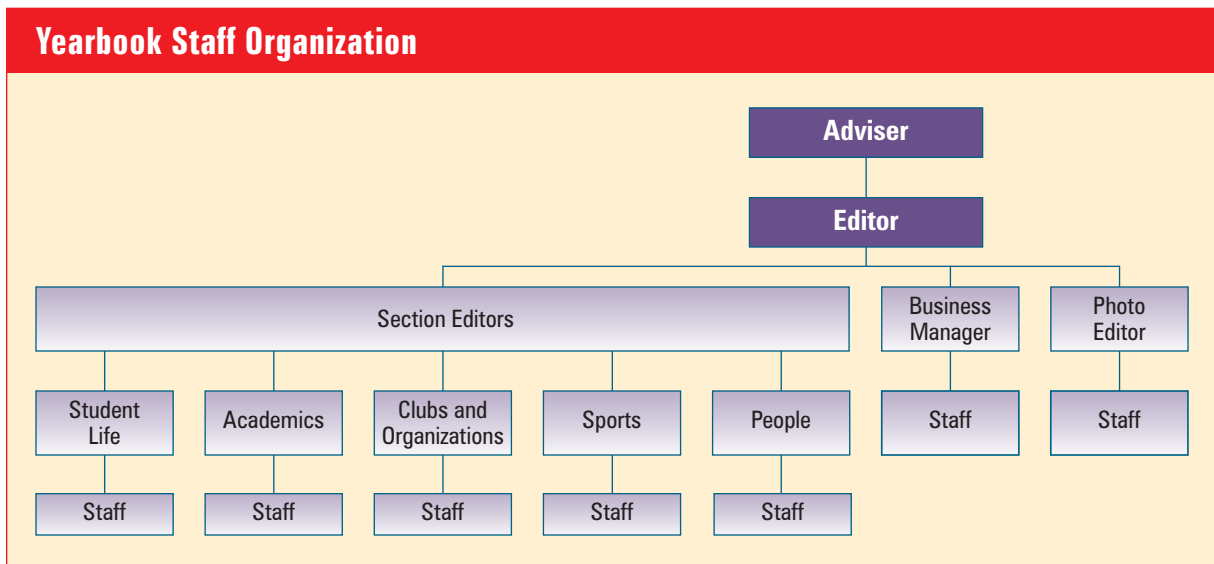 Yearbook Staff Organization
Adviser
Editor
Section Editors
Business
Manager
Photo
Editor
Student
Life
Academics
Clubs and
Organizations
Sports
People
Staff
Staff
Staff
Staff
Staff
Staff
Staff